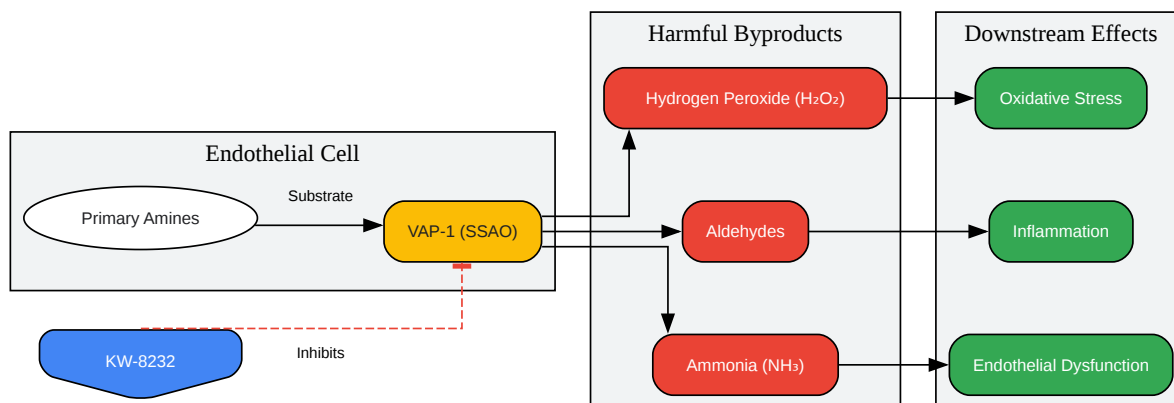 Harmful Byproducts
Downstream Effects
Hydrogen Peroxide (H₂O₂)
Oxidative Stress
Endothelial Cell
Substrate
Primary Amines
VAP-1 (SSAO)
Aldehydes
Inflammation
KW-8232
Inhibits
Ammonia (NH₃)
Endothelial Dysfunction